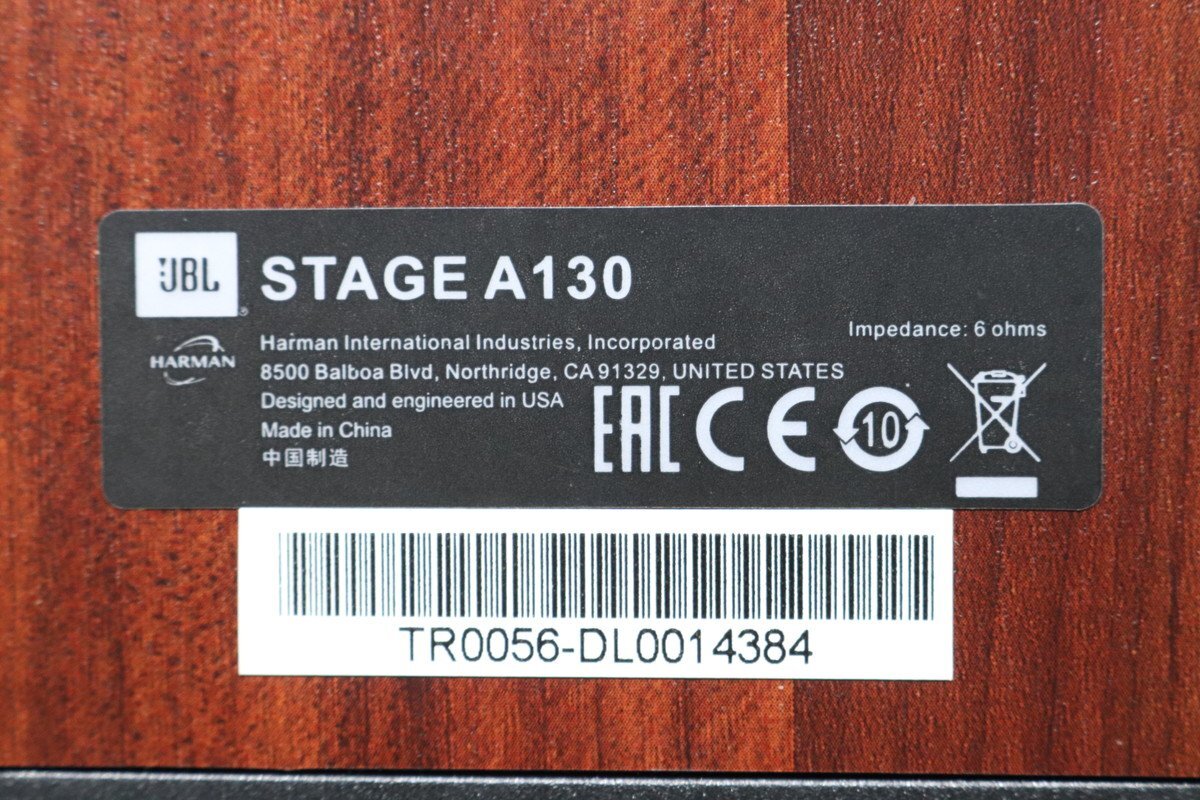 JBL
STAGE A130
HARMAN
Impedance: 6 ohms
Harman International Industries, Incorporated
8500 Balboa Blvd, Northridge, CA 91329, UNITED STATES
Designed and engineered in USA
Made in China
中国制造
EAC CE 10
TR0056-DL0014384